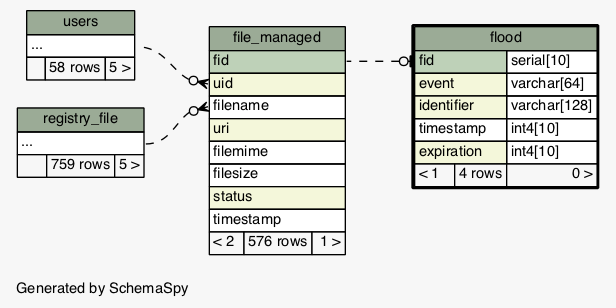 users
...
58 rows 5 >
registry_file
...
759 rows 5 >
file_managed
fid
uid
filename
uri
filemime
filesize
status
timestamp
< 2 576 rows 1 >
flood
fid serial[10]
event varchar[64]
identifier varchar[128]
timestamp int4[10]
expiration int4[10]
< 1 4 rows 0 >
Generated by SchemaSpy